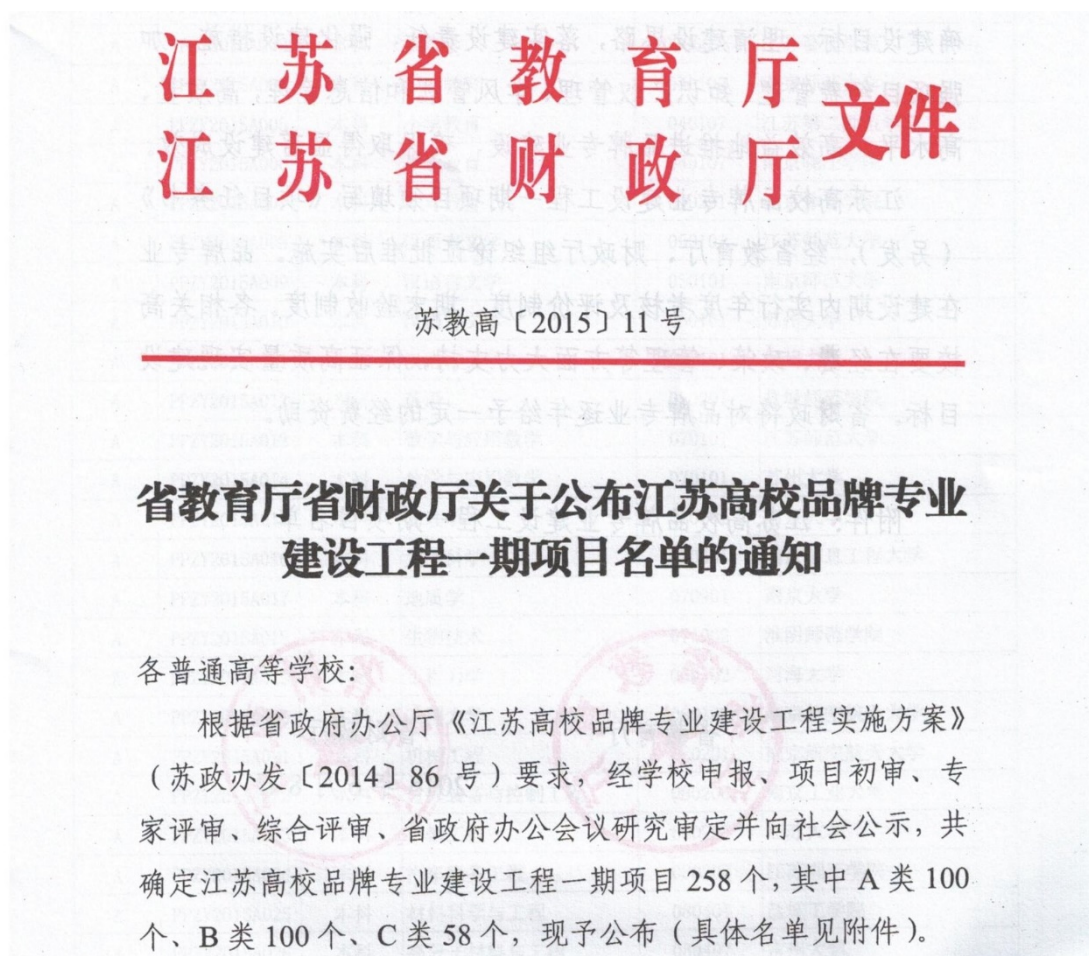 江苏省教育厅
文件
江苏省财政厅
苏教高〔2015〕11号
省教育厅省财政厅关于公布江苏高校品牌专业
建设工程一期项目名单的通知
各普通高等学校：
根据省政府办公厅《江苏高校品牌专业建设工程实施方案》
（苏政办发〔2014〕86号）要求，经学校申报、项目初审、专
家评审、综合评审、省政府办公会议研究审定并向社会公示，共
确定江苏高校品牌专业建设工程一期项目258个，其中A类100
个、B类100个、C类58个，现予公布（具体名单见附件）。